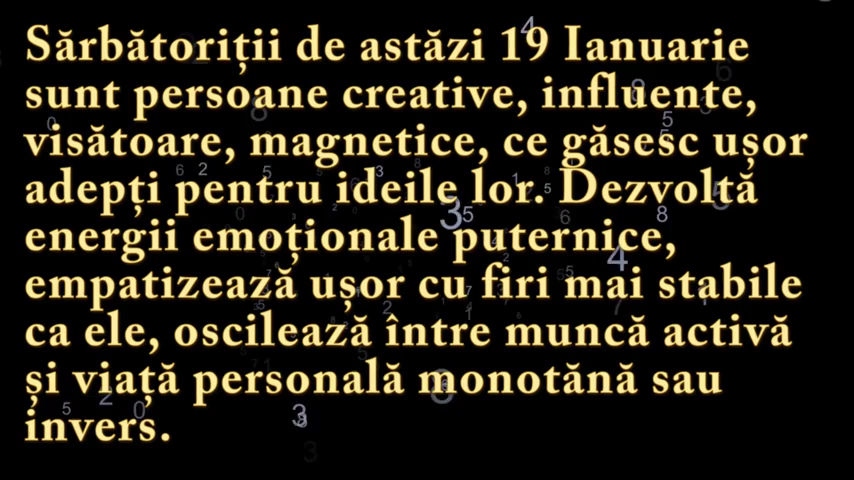 Sărbătoriții de astăzi 19 Ianuarie
sunt persoane creative, influente,
visătoare, magnetice, ce găsesc ușor
adepți pentru ideile lor. Dezvoltă
energii emoționale puternice,
empatizează ușor cu firi mai stabile
ca ele, oscilează între muncă activă
și viață personală monotănă sau
invers.